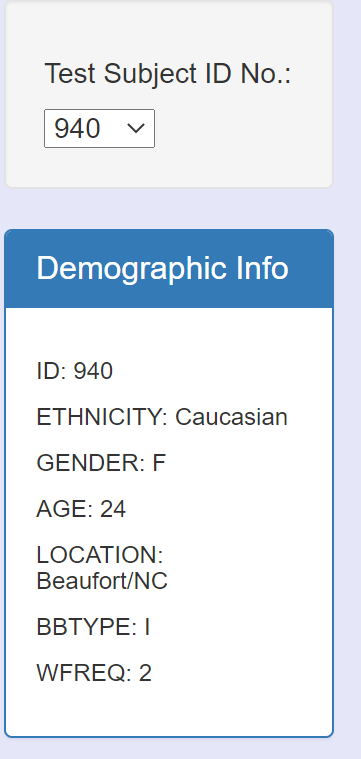 Test Subject ID No.:
940
Demographic Info
ID: 940
ETHNICITY: Caucasian
GENDER: F
AGE: 24
LOCATION:
Beaufort/NC
BBTYPE: I
WFREQ: 2